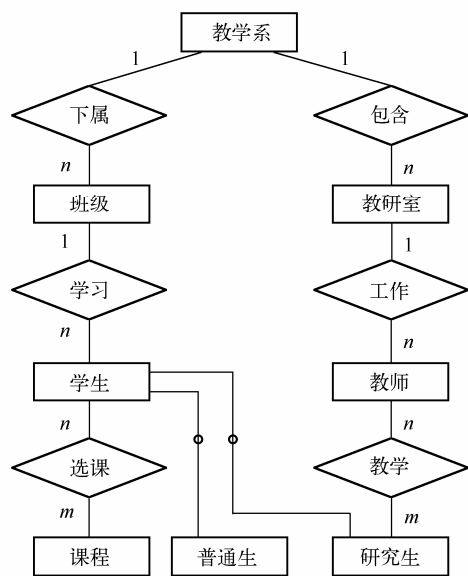 教学系
1 1
下属 包含
n n
班级 教研室
1 1
学习 工作
n n
学生 教师
n n
选课 教学
m m
课程 普通生 研究生